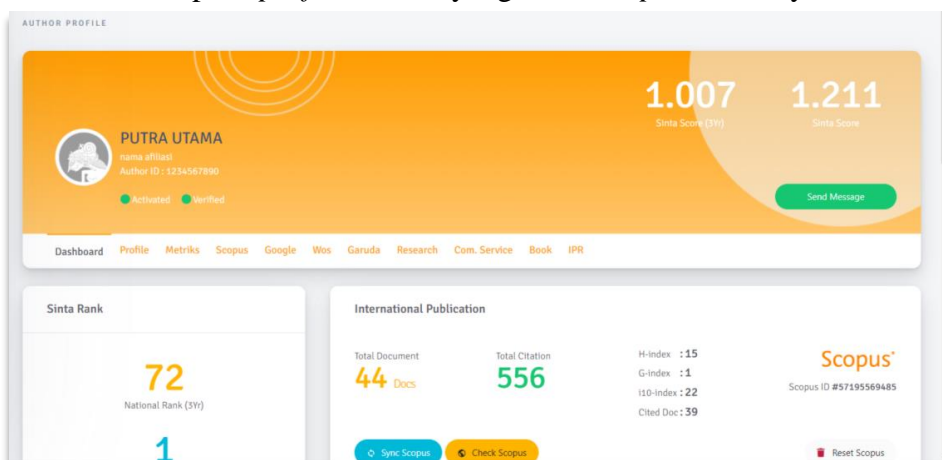 AUTHOR PROFILE
1.007
Sinta Score (3Yr)
1.211
Sinta Score
PUTRA UTAMA
nama afiliasi
Author ID : 1234567890
Activated Verified
Send Message
Dashboard Profile Metriks Scopus Google Wos Garuda Research Com. Service Book IPR
Sinta Rank
72
National Rank (3Yr)
1
International Publication
Total Document
44 Docs
Total Citation
556
H-index : 15
G-index : 1
I10-index : 22
Cited Doc : 39
Scopus
Scopus ID #57195569485
Sync Scopus
Check Scopus
Reset Scopus